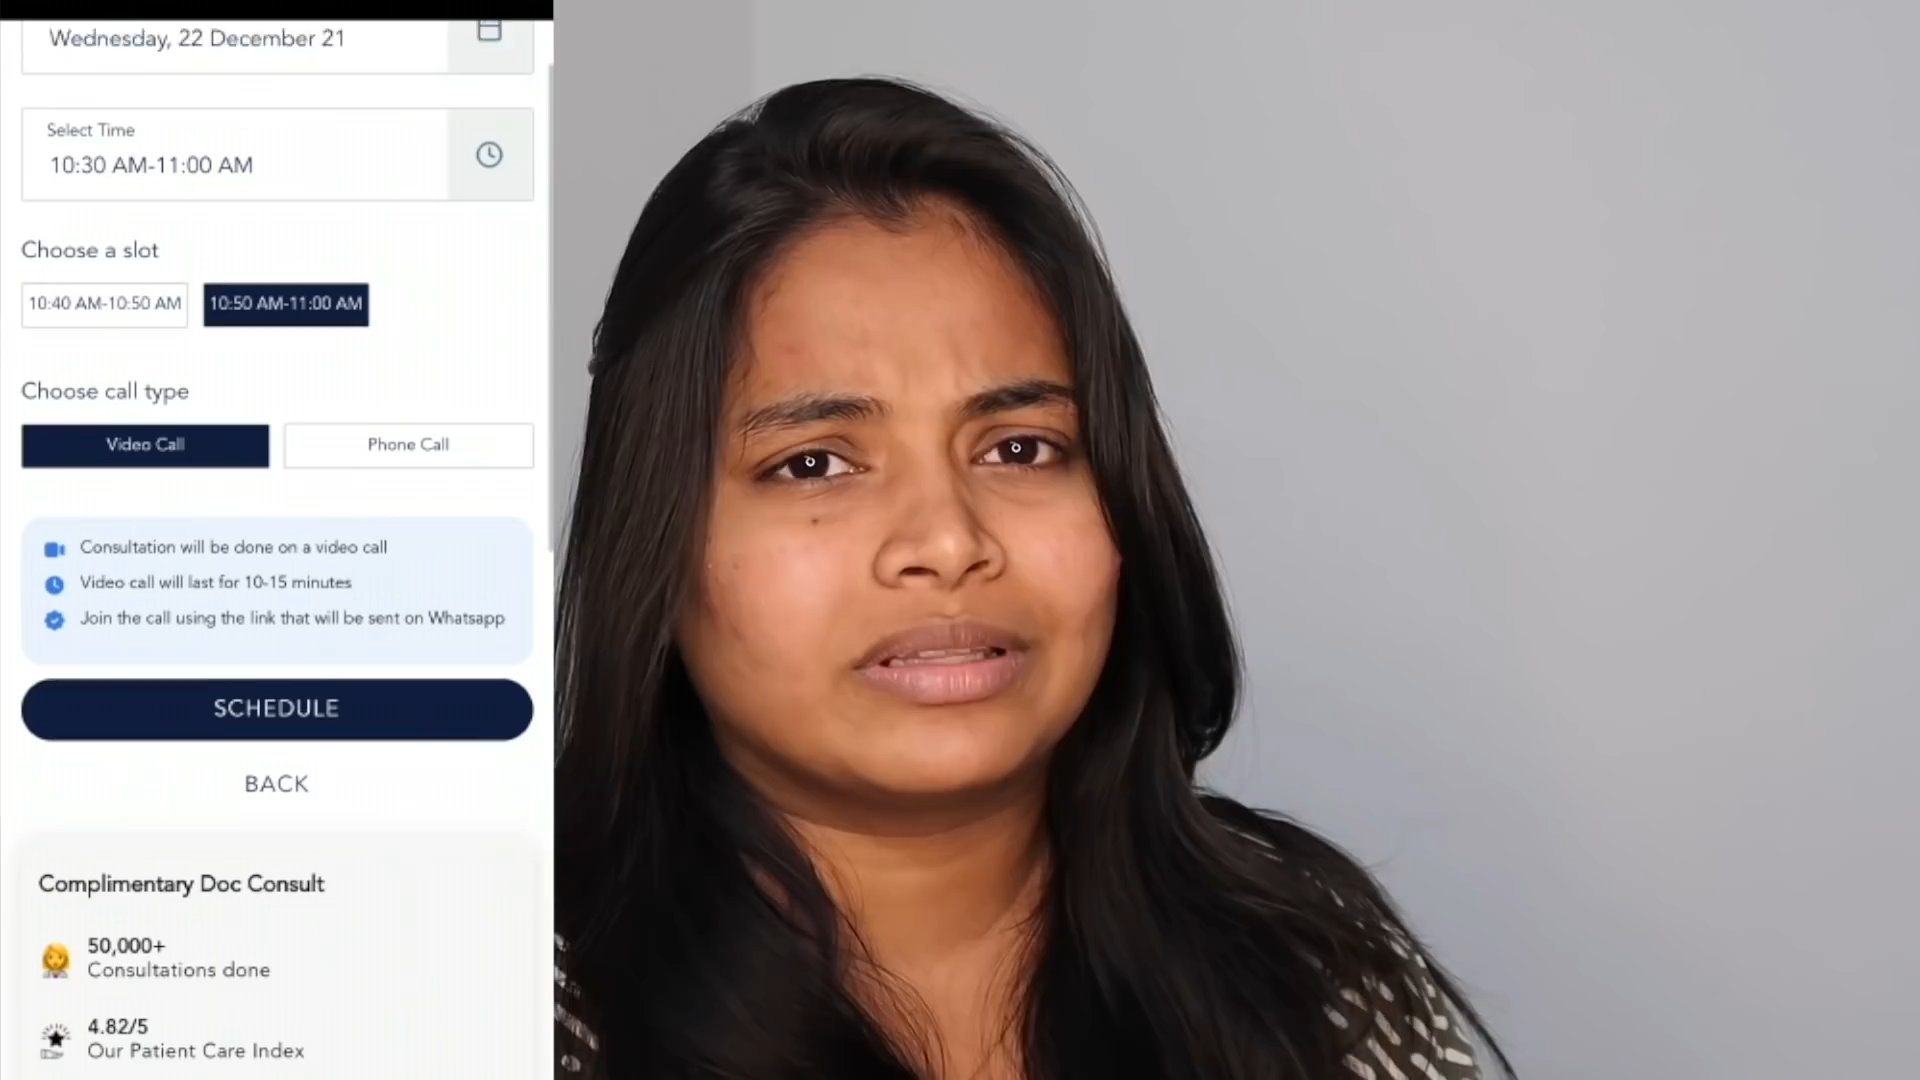 Wednesday, 22 December 21
Select Time
10:30 AM-11:00 AM
Choose a slot
10:40 AM-10:50 AM 10:50 AM-11:00 AM
Choose call type
Video Call Phone Call
Consultation will be done on a video call
Video call will last for 10-15 minutes
Join the call using the link that will be sent on Whatsapp
SCHEDULE
BACK
Complimentary Doc Consult
50,000+
Consultations done
4.82/5
Our Patient Care Index